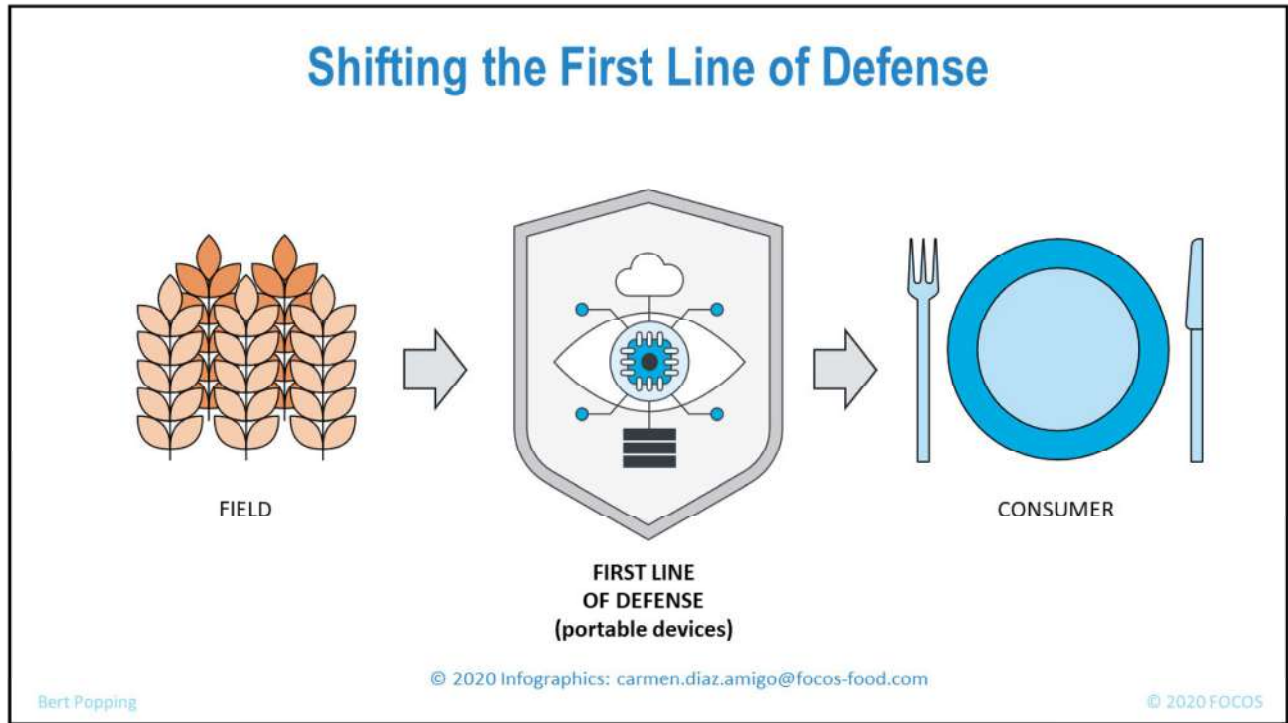 Shifting the First Line of Defense
FIELD
CONSUMER
FIRST LINE
OF DEFENSE
(portable devices)
© 2020 Infographics: carmen.diaz.amigo@focos-food.com
Bert Popping
© 2020 FOCOS